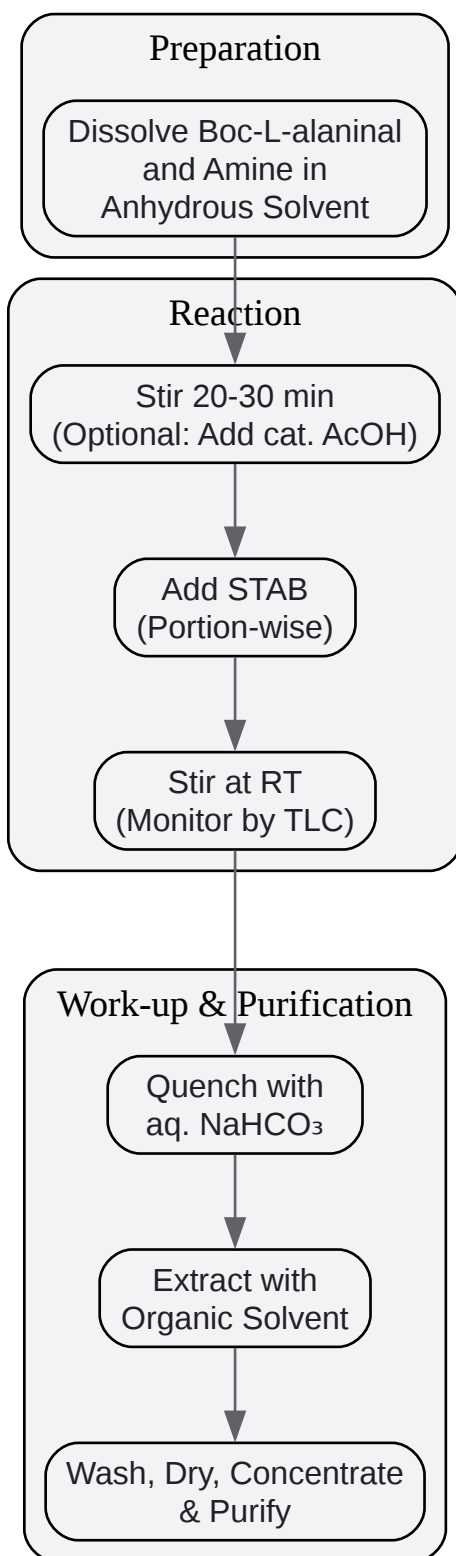 Preparation
Dissolve Boc-L-alaninal
and Amine in
Anhydrous Solvent
Reaction
Stir 20-30 min
(Optional: Add cat. AcOH)
Add STAB
(Portion-wise)
Stir at RT
(Monitor by TLC)
Work-up & Purification
Quench with
aq. NaHCO₃
Extract with
Organic Solvent
Wash, Dry, Concentrate
& Purify